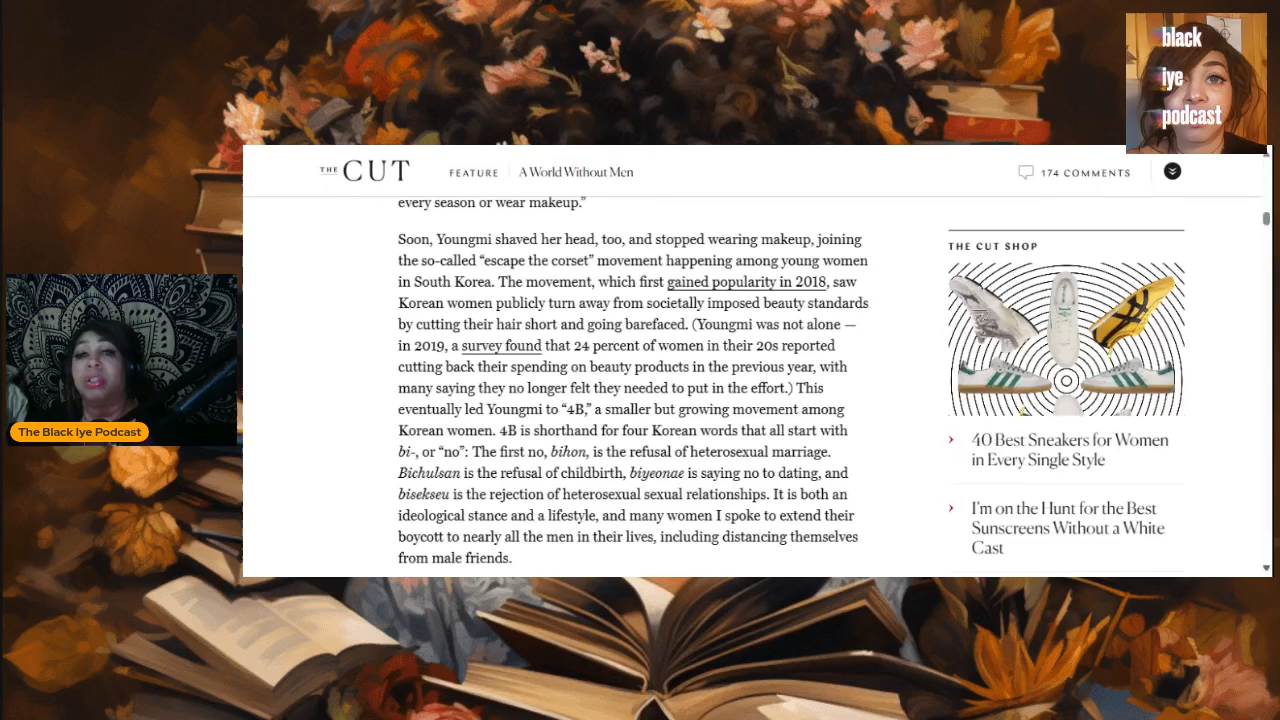 black
iye
podcast
THE CUT FEATURE A World Without Men 174 COMMENTS
every season or wear makeup.”
Soon, Youngmi shaved her head, too, and stopped wearing makeup, joining
the so-called “escape the corset” movement happening among young women
in South Korea. The movement, which first gained popularity in 2018, saw
Korean women publicly turn away from societally imposed beauty standards
by cutting their hair short and going barefaced. (Youngmi was not alone —
in 2019, a survey found that 24 percent of women in their 20s reported
cutting back their spending on beauty products in the previous year, with
many saying they no longer felt they needed to put in the effort.) This
eventually led Youngmi to “4B,” a smaller but growing movement among
Korean women. 4B is shorthand for four Korean words that all start with
bi-, or “no”: The first no, bihon, is the refusal of heterosexual marriage.
Bichulsan is the refusal of childbirth, biyeonae is saying no to dating, and
bisekseu is the rejection of heterosexual sexual relationships. It is both an
ideological stance and a lifestyle, and many women I spoke to extend their
boycott to nearly all the men in their lives, including distancing themselves
from male friends.
THE CUT SHOP
40 Best Sneakers for Women
in Every Single Style
I’m on the Hunt for the Best
Sunscreens Without a White
Cast
The Black Iye Podcast